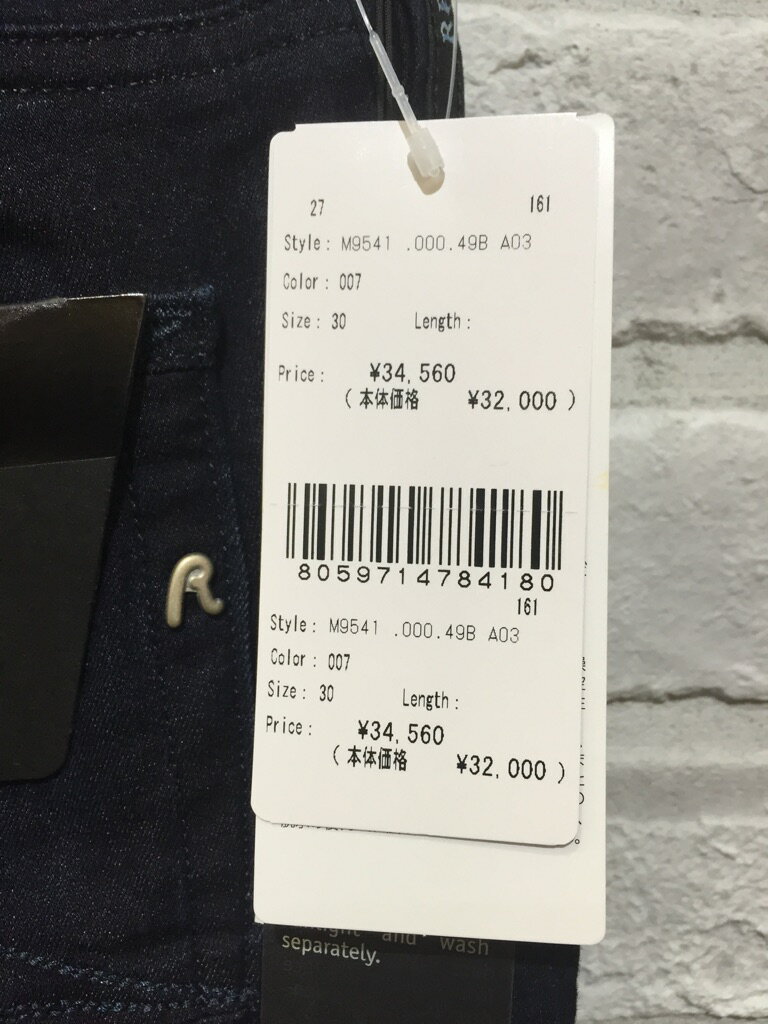 27 161
Style: M9541 .000.49B A03
Color: 007
Size: 30 Length:
Price: ¥34,560
(本体価格 ¥32,000)
8059714784180
161
Style: M9541 .000.49B A03
Color: 007
Size: 30 Length:
Price: ¥34,560
(本体価格 ¥32,000)
R
and wash
separately.